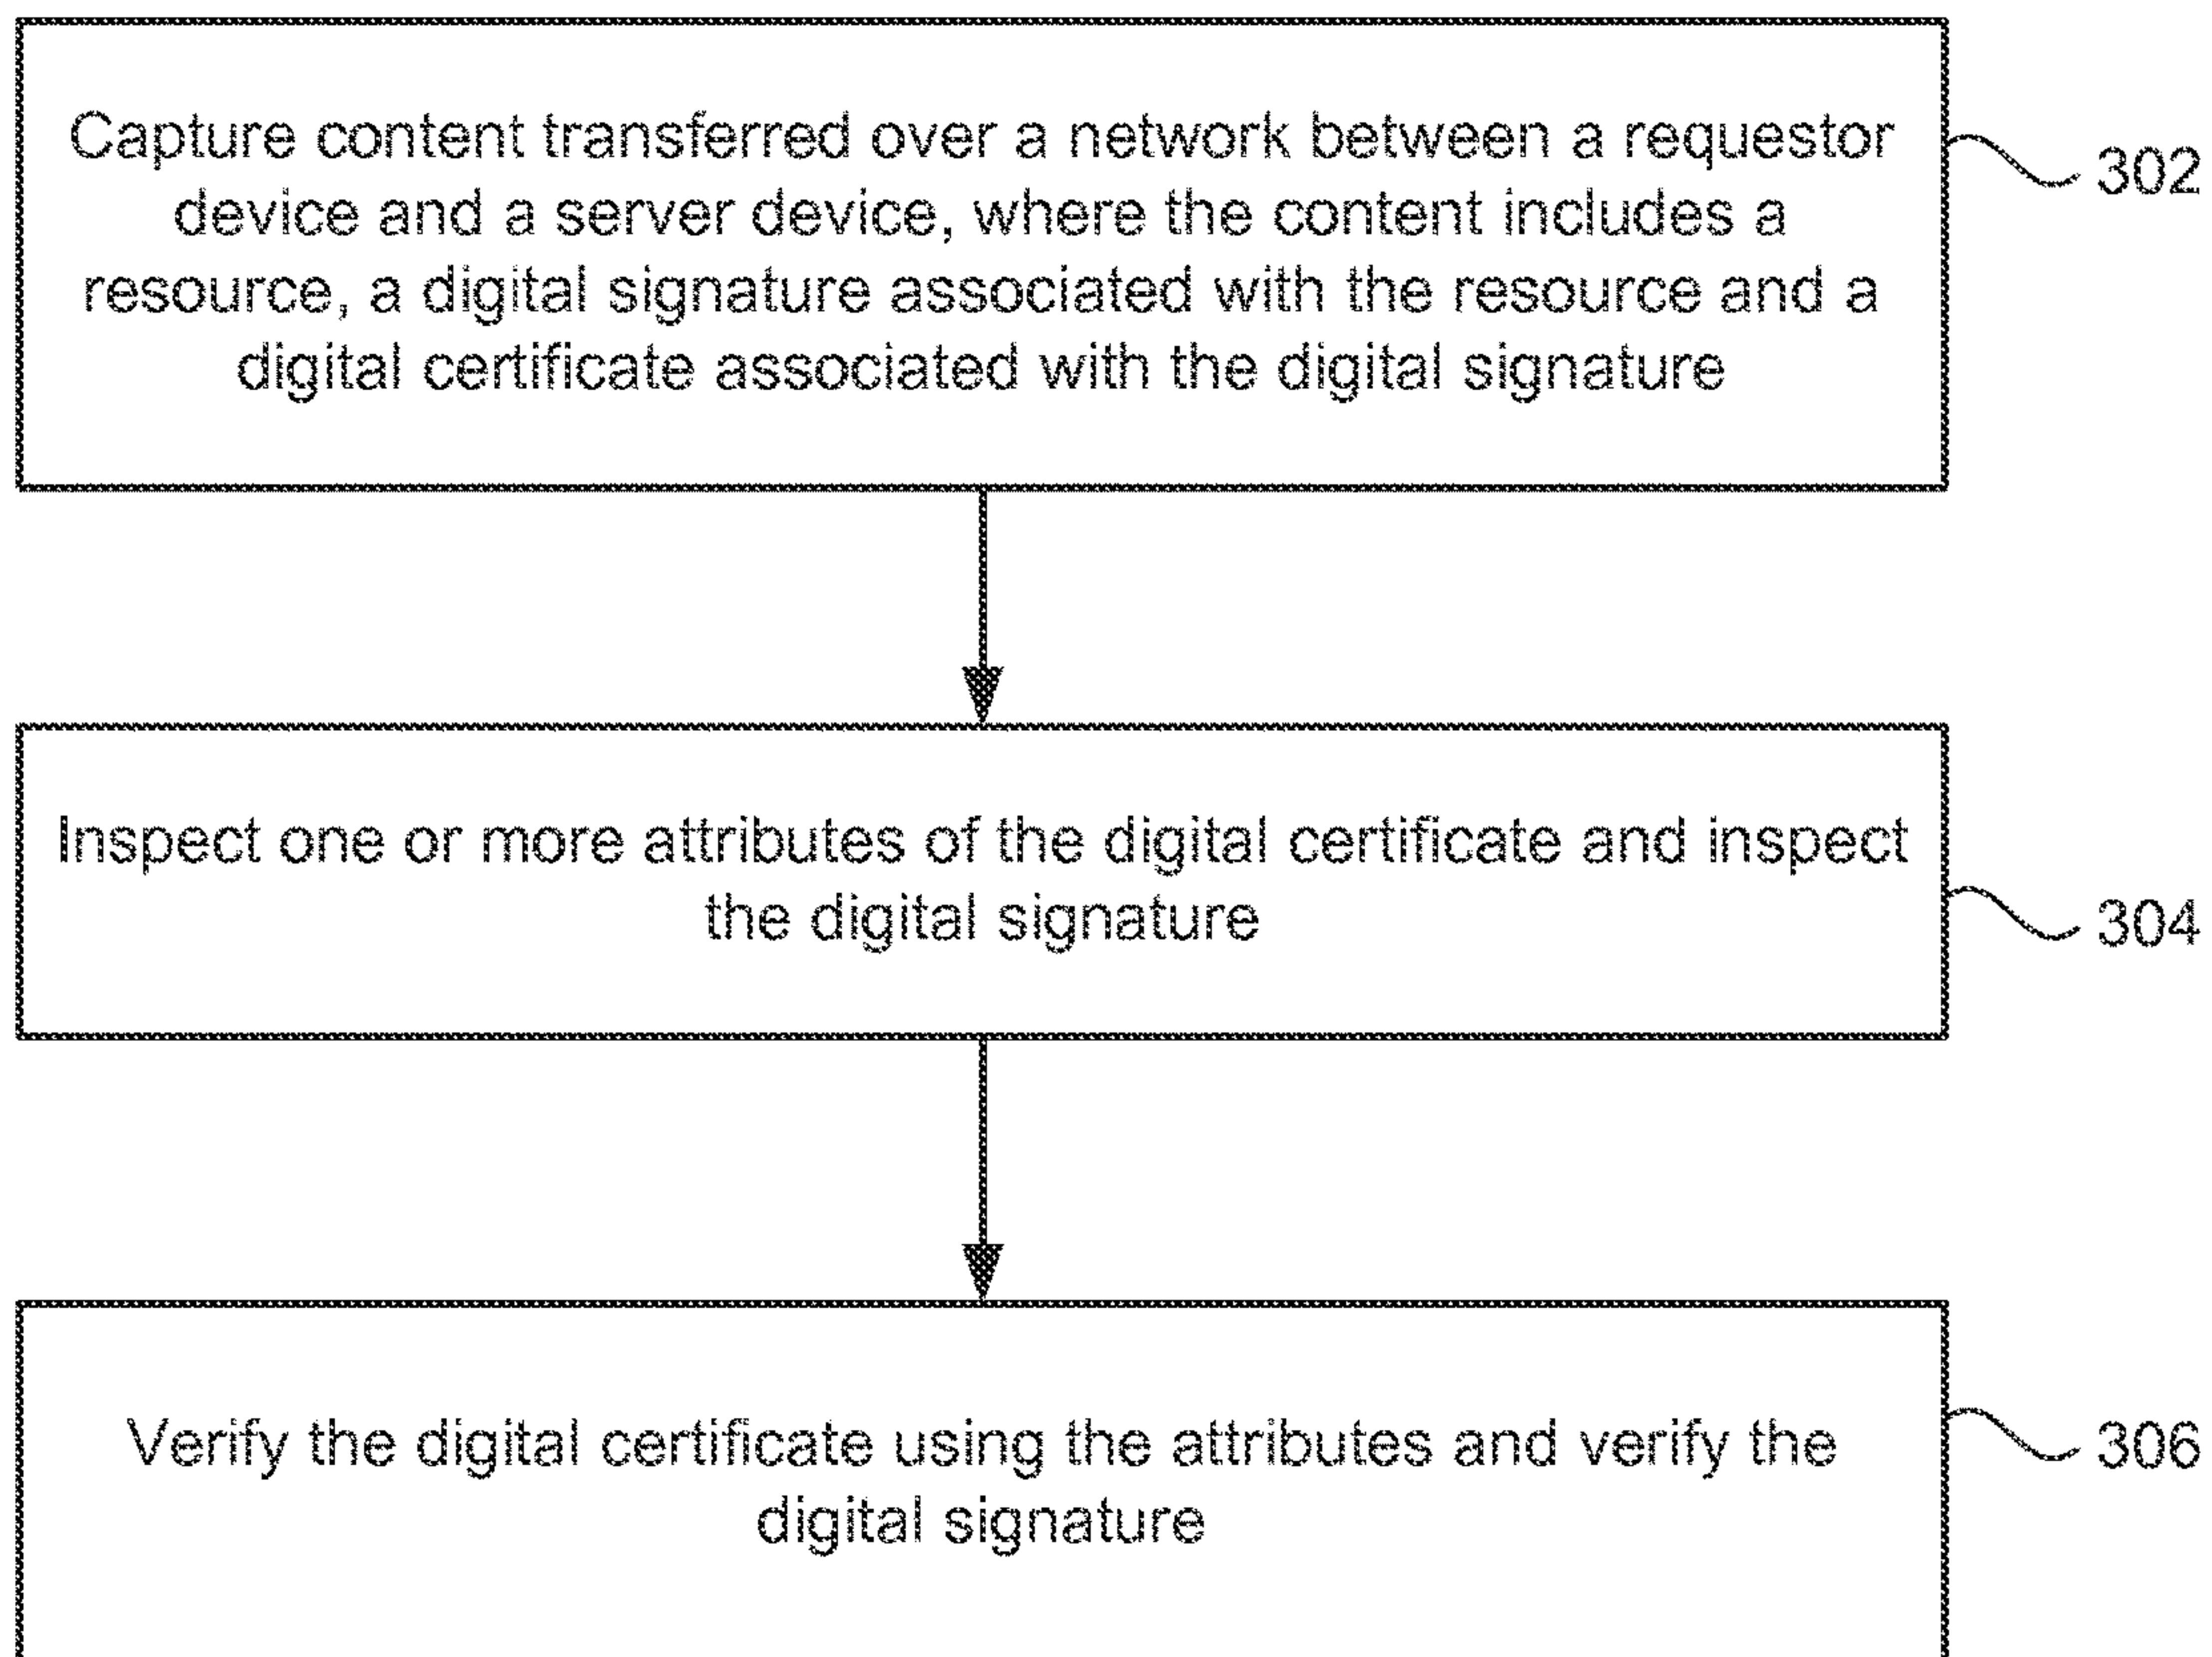 Capture content transferred over a network between a requestor
device and a server device, where the content includes a
resource, a digital signature associated with the resource and a
digital certificate associated with the digital signature
302
Inspect one or more attributes of the digital certificate and inspect
the digital signature
304
Verify the digital certificate using the attributes and verify the
digital signature
306